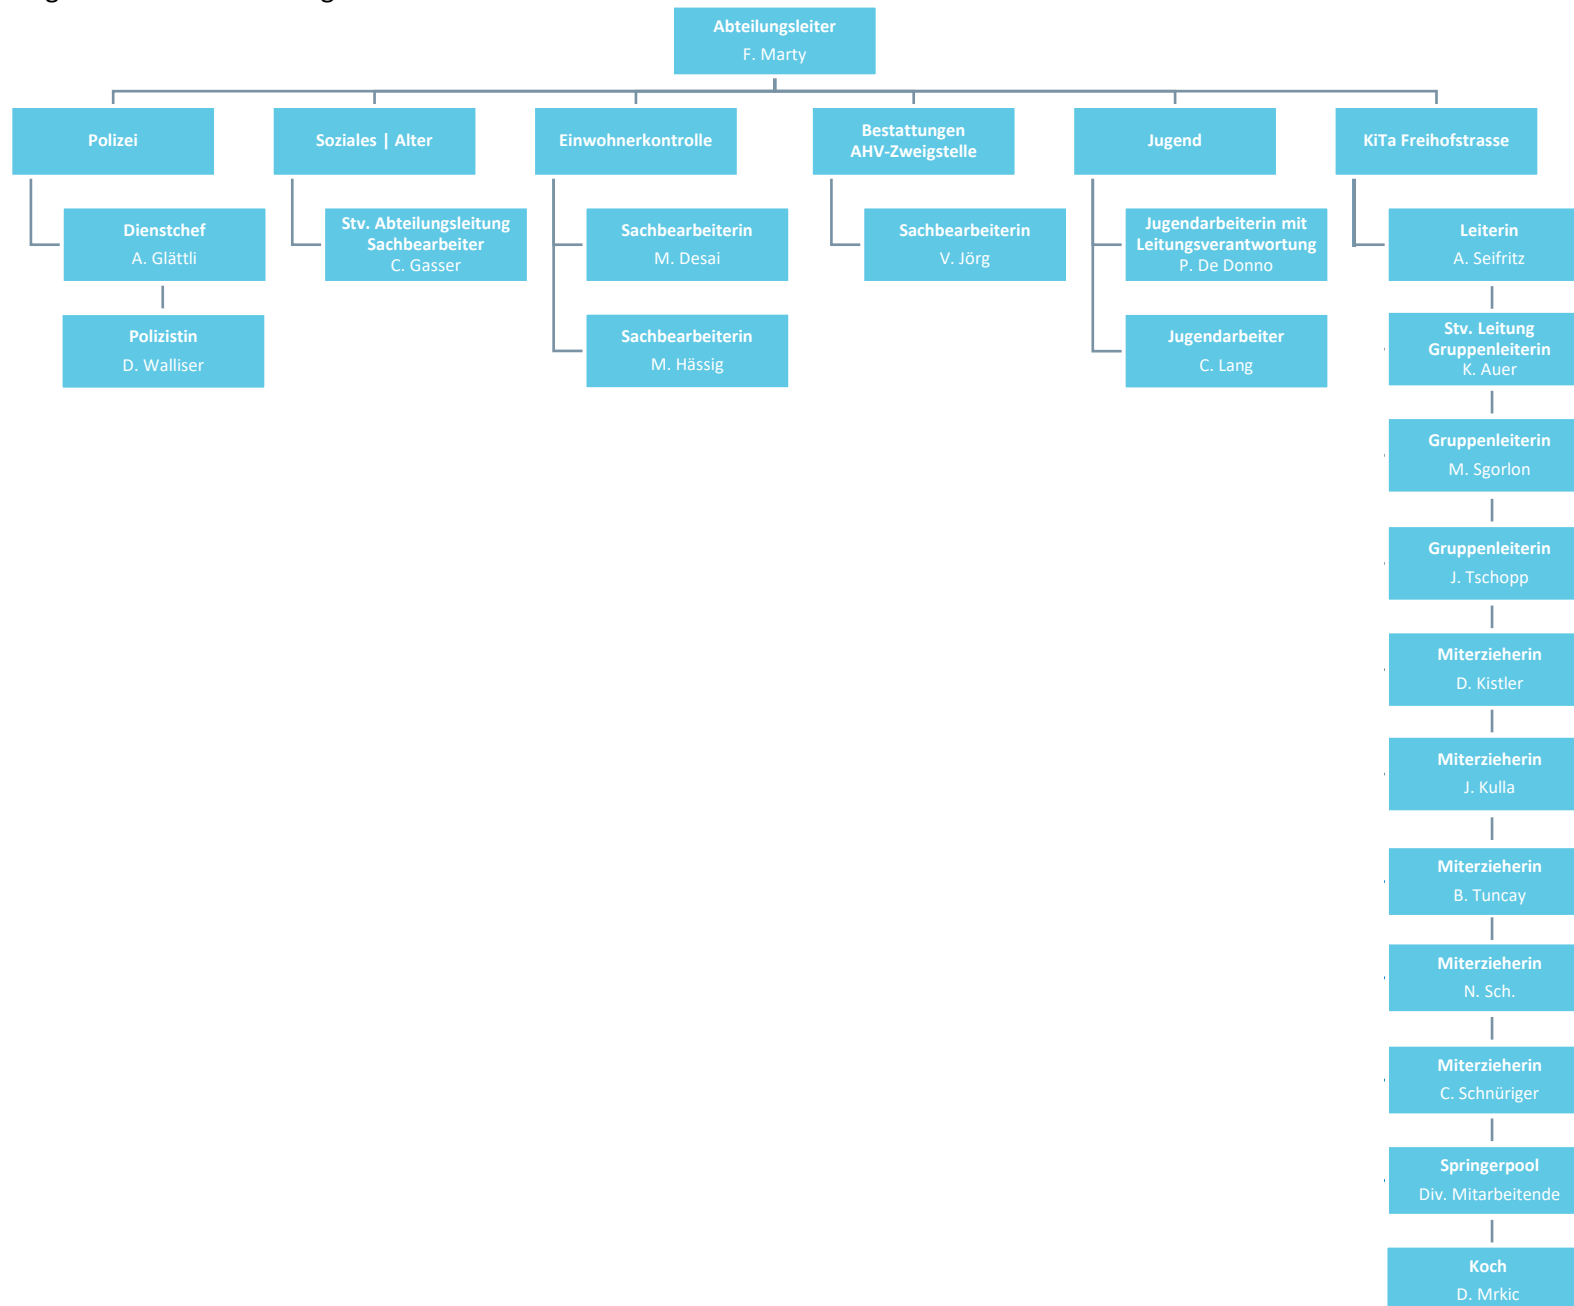 Abteilungsleiter
F. Marty
Polizei
Soziales | Alter
Einwohnerkontrolle
Bestattungen
AHV-Zweigstelle
Jugend
KiTa Freihofstrasse
Dienstchef
A. Glättli
Polizistin
D. Walliser
Stv. Abteilungsleitung
Sachbearbeiter
C. Gasser
Sachbearbeiterin
M. Desai
Sachbearbeiterin
M. Hässig
Sachbearbeiterin
V. Jörg
Jugendarbeiterin mit
Leitungsverantwortung
P. De Donno
Jugendarbeiter
C. Lang
Leiterin
A. Seifritz
Stv. Leitung
Gruppenleiterin
K. Auer
Gruppenleiterin
M. Sgorlon
Gruppenleiterin
J. Tschopp
Miterzieherin
D. Kistler
Miterzieherin
J. Kulla
Miterzieherin
B. Tuncay
Miterzieherin
N. Sch.
Miterzieherin
C. Schnüriger
Springerpool
Div. Mitarbeitende
Koch
D. Mrkic